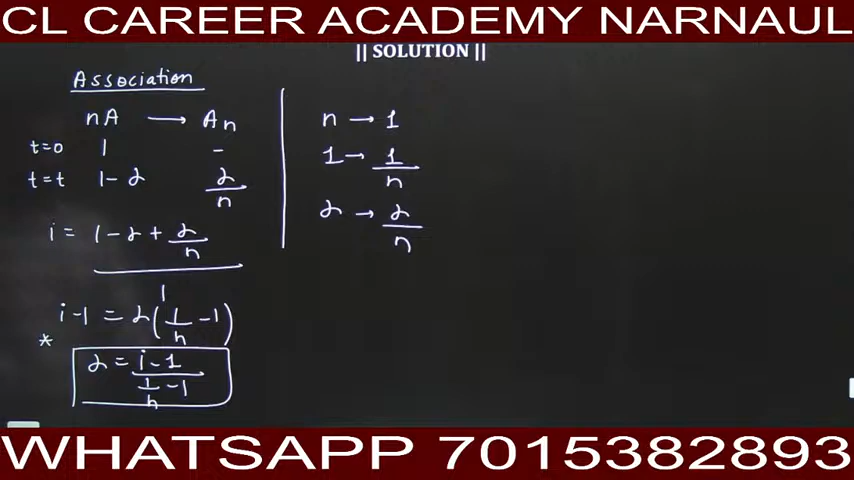 CL CAREER ACADEMY NARNAUL
|| SOLUTION ||
Association
nA → An
t=0 1 -
t=t 1-α α/n
i = 1-α+α/n
1
i-1 = α(1/n -1)
*
α = i-1 / 1/n -1
n → 1
1 → 1/n
α → α/n
WHATSAPP 7015382893